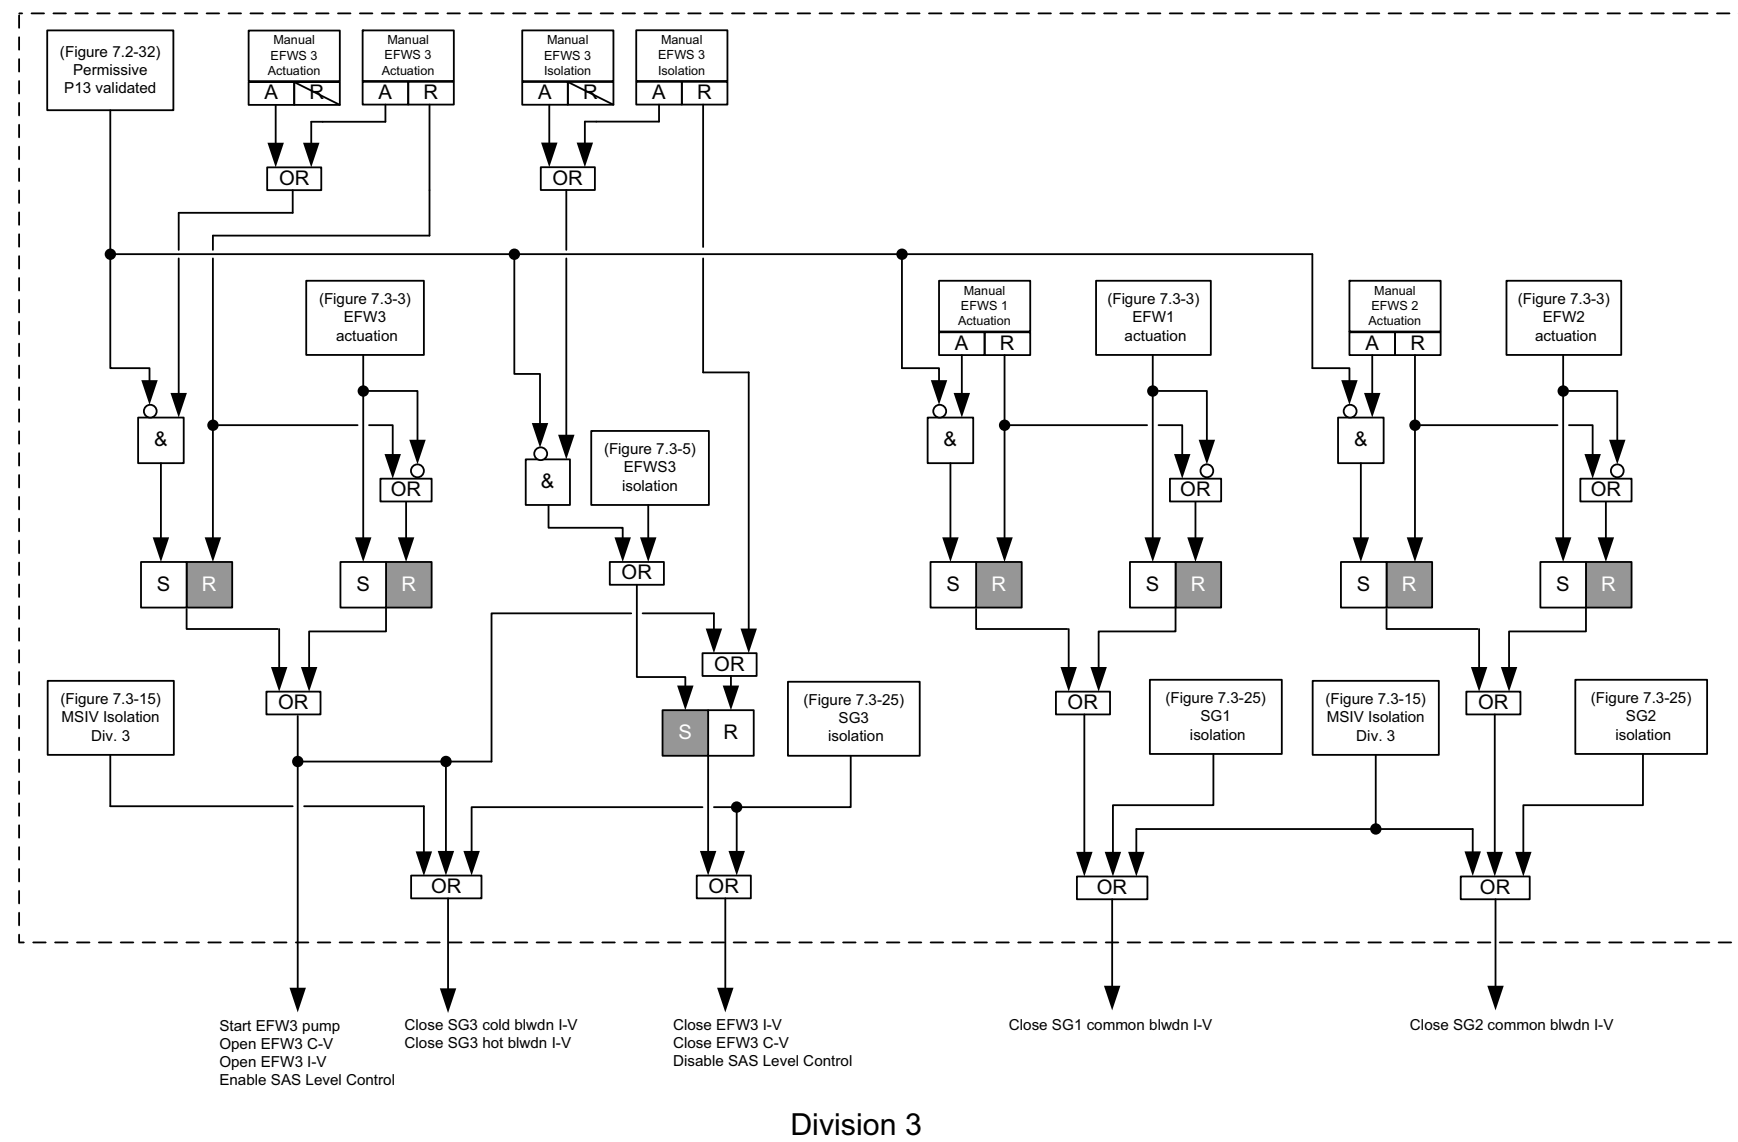 (Figure 7.2-32)
Permissive
P13 validated
Manual
EFWS 3
Actuation
A R
Manual
EFWS 3
Actuation
A R
Manual
EFWS 3
Isolation
A R
Manual
EFWS 3
Isolation
A R
OR
OR
(Figure 7.3-3)
EFW3
actuation
Manual
EFWS 1
Actuation
A R
(Figure 7.3-3)
EFW1
actuation
Manual
EFWS 2
Actuation
A R
(Figure 7.3-3)
EFW2
actuation
&
OR
&
(Figure 7.3-5)
EFWS3
isolation
&
OR
&
OR
S R
S R
OR
S R
S R
S R
S R
OR
(Figure 7.3-15)
MSIV Isolation
Div. 3
OR
S R
(Figure 7.3-25)
SG3
isolation
OR
(Figure 7.3-25)
SG1
isolation
(Figure 7.3-15)
MSIV Isolation
Div. 3
OR
(Figure 7.3-25)
SG2
isolation
OR
OR
OR
OR
Start EFW3 pump
Open EFW3 C-V
Open EFW3 I-V
Enable SAS Level Control
Close SG3 cold blwdn I-V
Close SG3 hot blwdn I-V
Close EFW3 I-V
Close EFW3 C-V
Disable SAS Level Control
Close SG1 common blwdn I-V
Close SG2 common blwdn I-V
Division 3